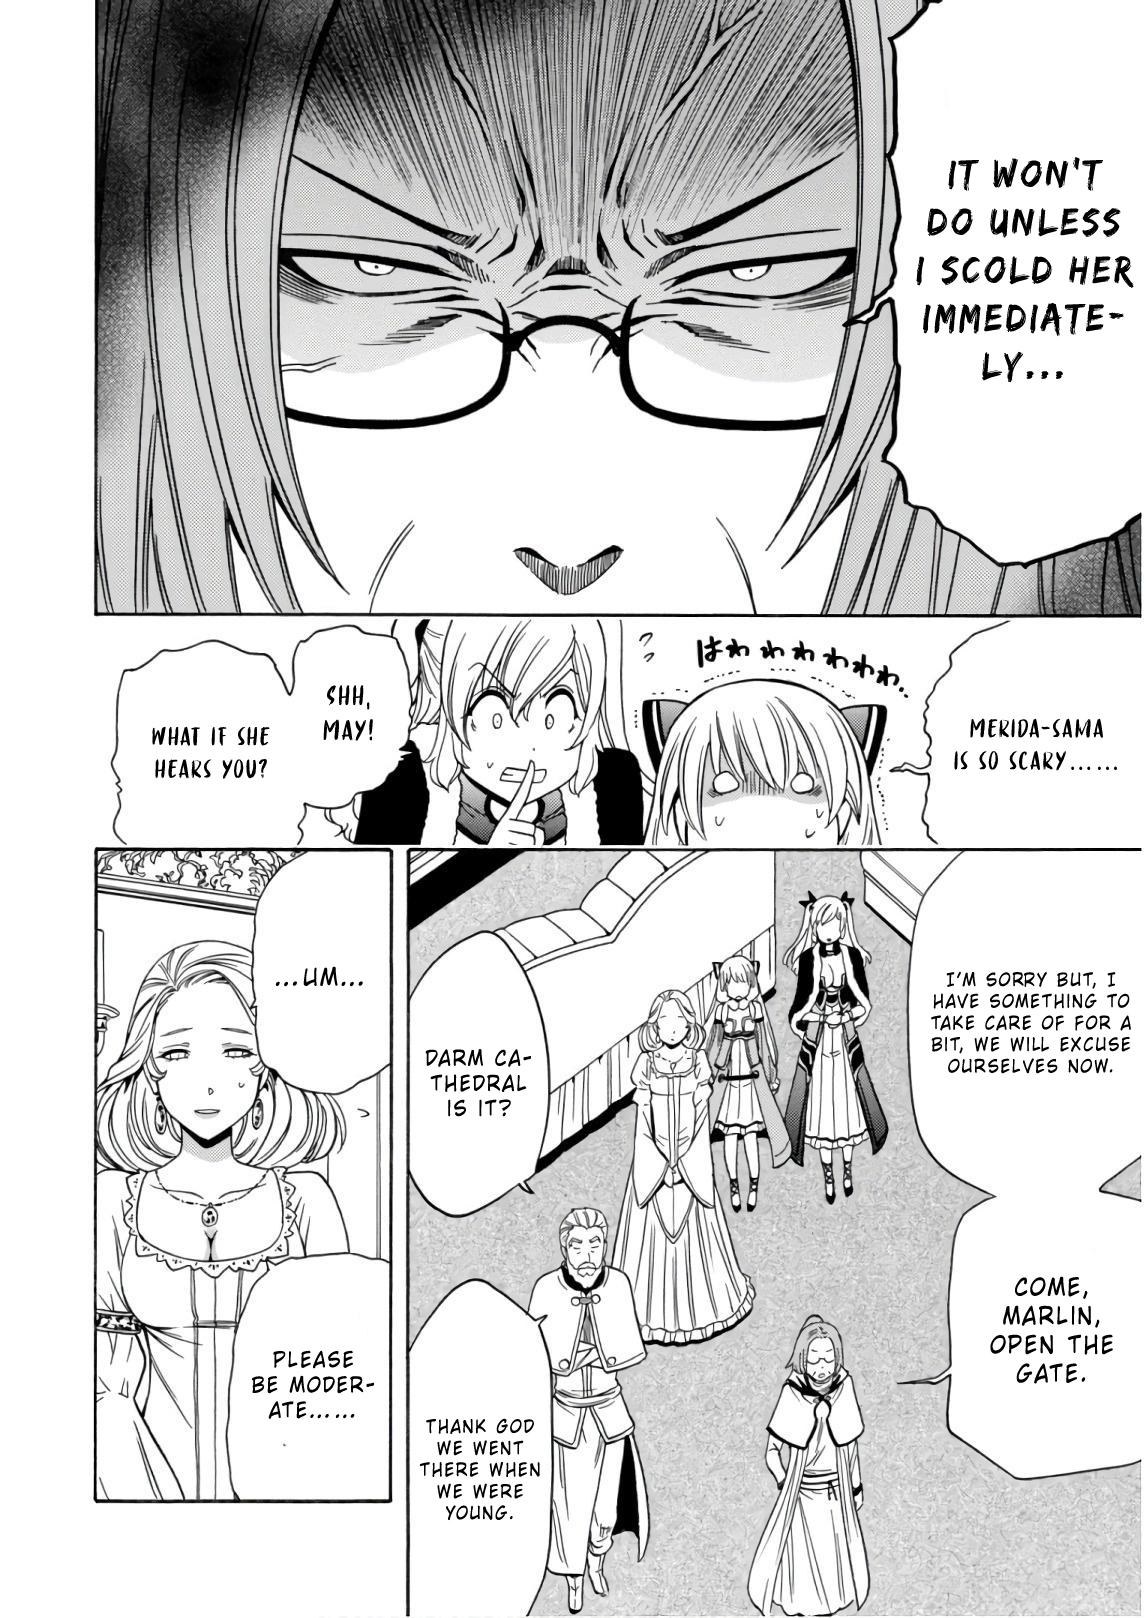 IT WON'T
DO UNLESS
I SCOLD HER
IMMEDIATE-
LY...
はわわわわわわ..
MERIDA-SAMA
IS SO SCARY......
SHH,
MAY!
WHAT IF SHE
HEARS YOU?
I'M SORRY BUT, I
HAVE SOMETHING TO
TAKE CARE OF FOR A
BIT, WE WILL EXCUSE
OURSELVES NOW.
COME,
MARLIN,
OPEN THE
GATE.
DARM CA-
THEDRAL
IS IT?
THANK GOD
WE WENT
THERE WHEN
WE WERE
YOUNG.
...UM...
PLEASE
BE MODER-
ATE......